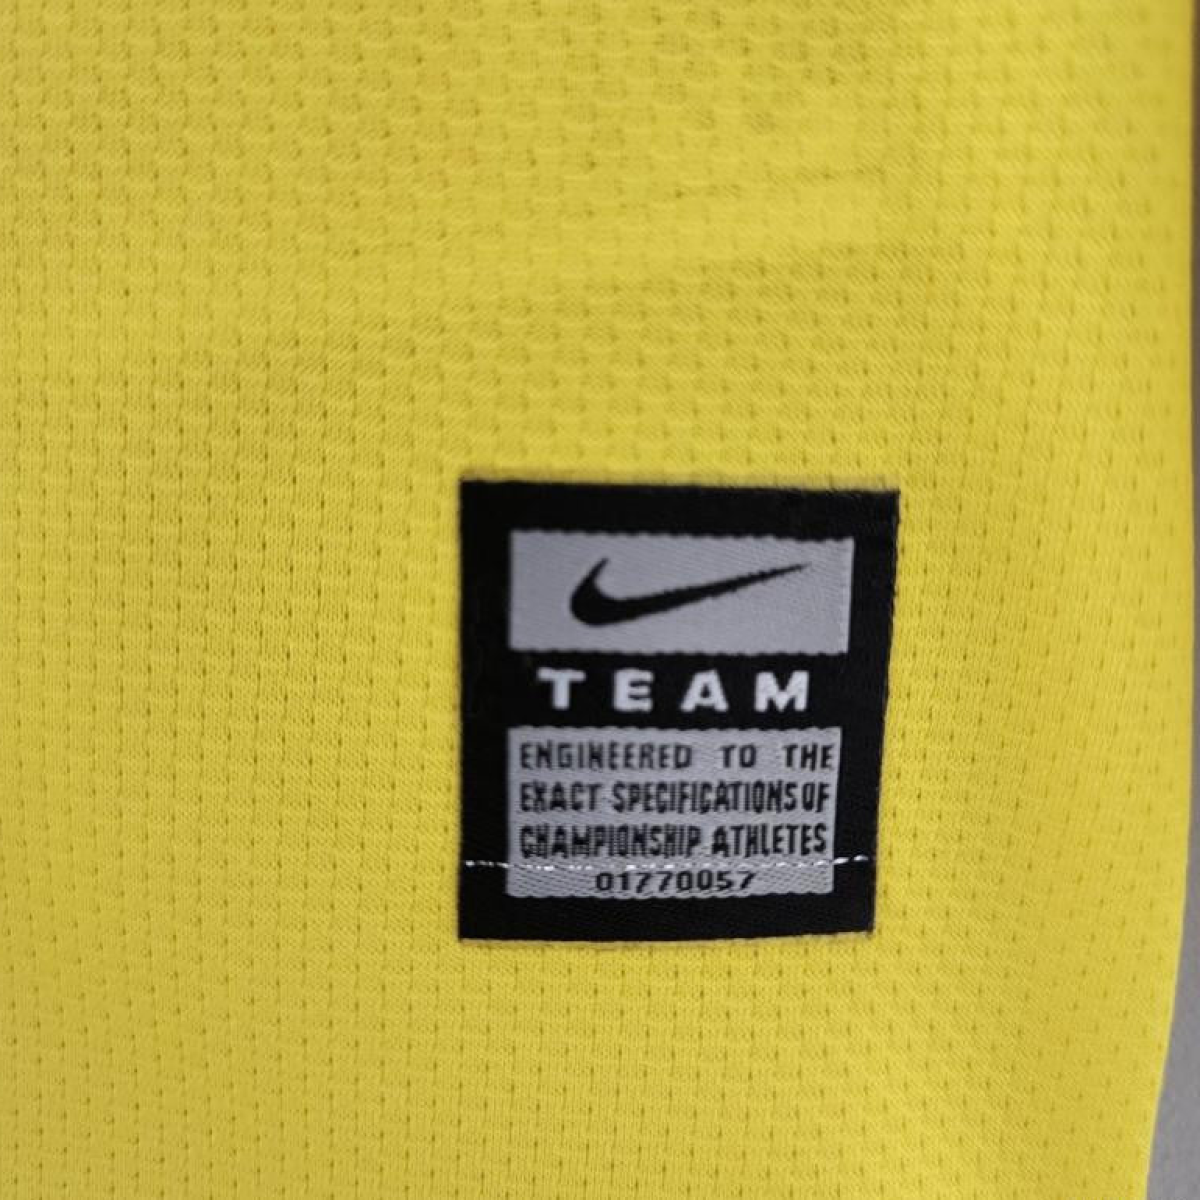 TEAM
ENGINEERED TO THE
EXACT SPECIFICATIONS OF
CHAMPIONSHIP ATHLETES
01770057